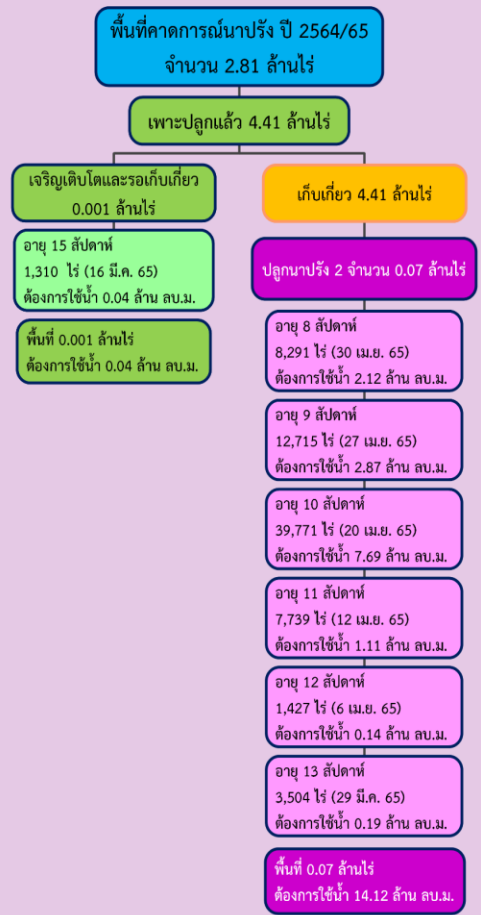 พื้นที่คาดการณ์นาปรัง ปี 2564/65
จำนวน 2.81 ล้านไร่
เพาะปลูกแล้ว 4.41 ล้านไร่
เจริญเติบโตและรอเก็บเกี่ยว
0.001 ล้านไร่
อายุ 15 สัปดาห์
1,310 ไร่ (16 มี.ค. 65)
ต้องการใช้น้ำ 0.04 ล้าน ลบ.ม.
พื้นที่ 0.001 ล้านไร่
ต้องการใช้น้ำ 0.04 ล้าน ลบ.ม.
เก็บเกี่ยว 4.41 ล้านไร่
ปลูกนาปรัง 2 จำนวน 0.07 ล้านไร่
อายุ 8 สัปดาห์
8,291 ไร่ (30 เม.ย. 65)
ต้องการใช้น้ำ 2.12 ล้าน ลบ.ม.
อายุ 9 สัปดาห์
12,715 ไร่ (27 เม.ย. 65)
ต้องการใช้น้ำ 2.87 ล้าน ลบ.ม.
อายุ 10 สัปดาห์
39,771 ไร่ (20 เม.ย. 65)
ต้องการใช้น้ำ 7.69 ล้าน ลบ.ม.
อายุ 11 สัปดาห์
7,739 ไร่ (12 เม.ย. 65)
ต้องการใช้น้ำ 1.11 ล้าน ลบ.ม.
อายุ 12 สัปดาห์
1,427 ไร่ (6 เม.ย. 65)
ต้องการใช้น้ำ 0.14 ล้าน ลบ.ม.
อายุ 13 สัปดาห์
3,504 ไร่ (29 มี.ค. 65)
ต้องการใช้น้ำ 0.19 ล้าน ลบ.ม.
พื้นที่ 0.07 ล้านไร่
ต้องการใช้น้ำ 14.12 ล้าน ลบ.ม.